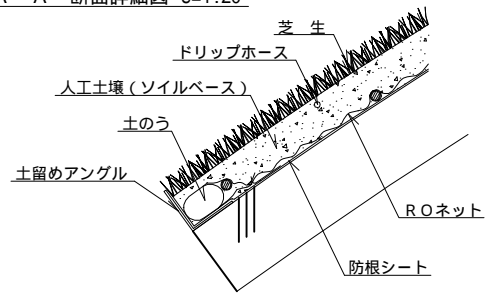 A - A 断面詳細図 S=1:20
芝 生
ドリップホース
人工土壌（ソイルベース）
土のう
土留めアングル
ＲＯネット
防根シート